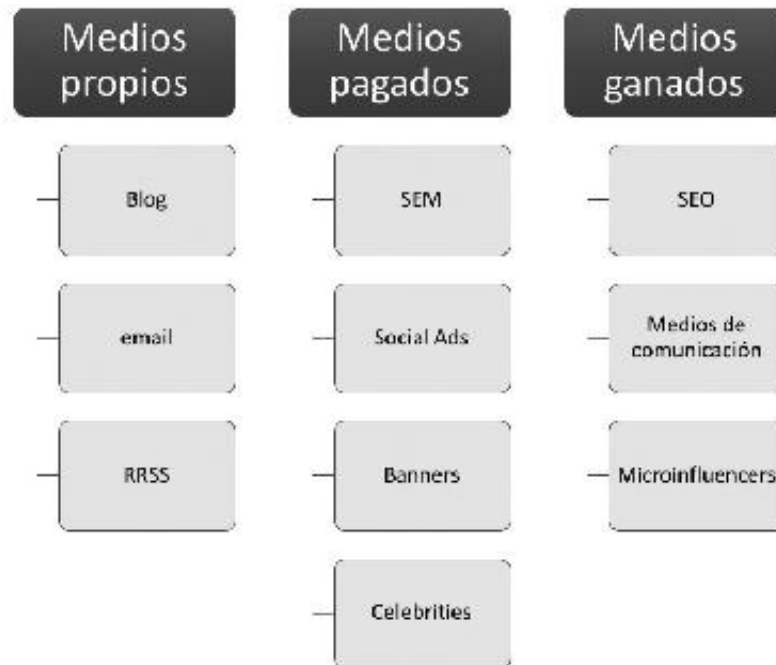 Medios
propios
Blog
email
RRSS
Medios
pagados
SEM
Social Ads
Banners
Celebrities
Medios
ganados
SEO
Medios de
comunicación
Microinfluencers